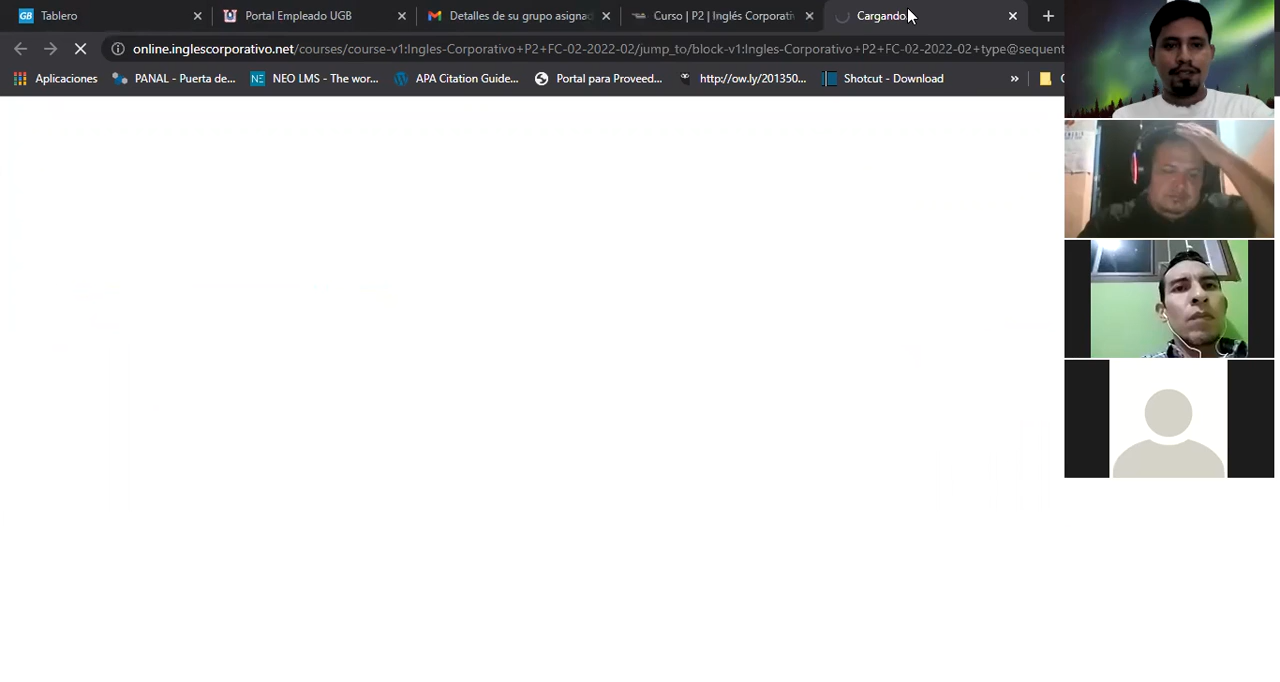 GB Tablero
Portal Empleado UGB
Detalles de su grupo asignad
Curso | P2 | Inglés Corporativ
Cargando
online.inglescorporativo.net/courses/course-v1:Ingles-Corporativo+P2+FC-02-2022-02/jump_to/block-v1:Ingles-Corporativo+P2+FC-02-2022-02+type@sequent
Aplicaciones
PANAL - Puerta de...
NE NEO LMS - The wor...
APA Citation Guide...
Portal para Proveed...
http://ow.ly/201350...
Shotcut - Download
»